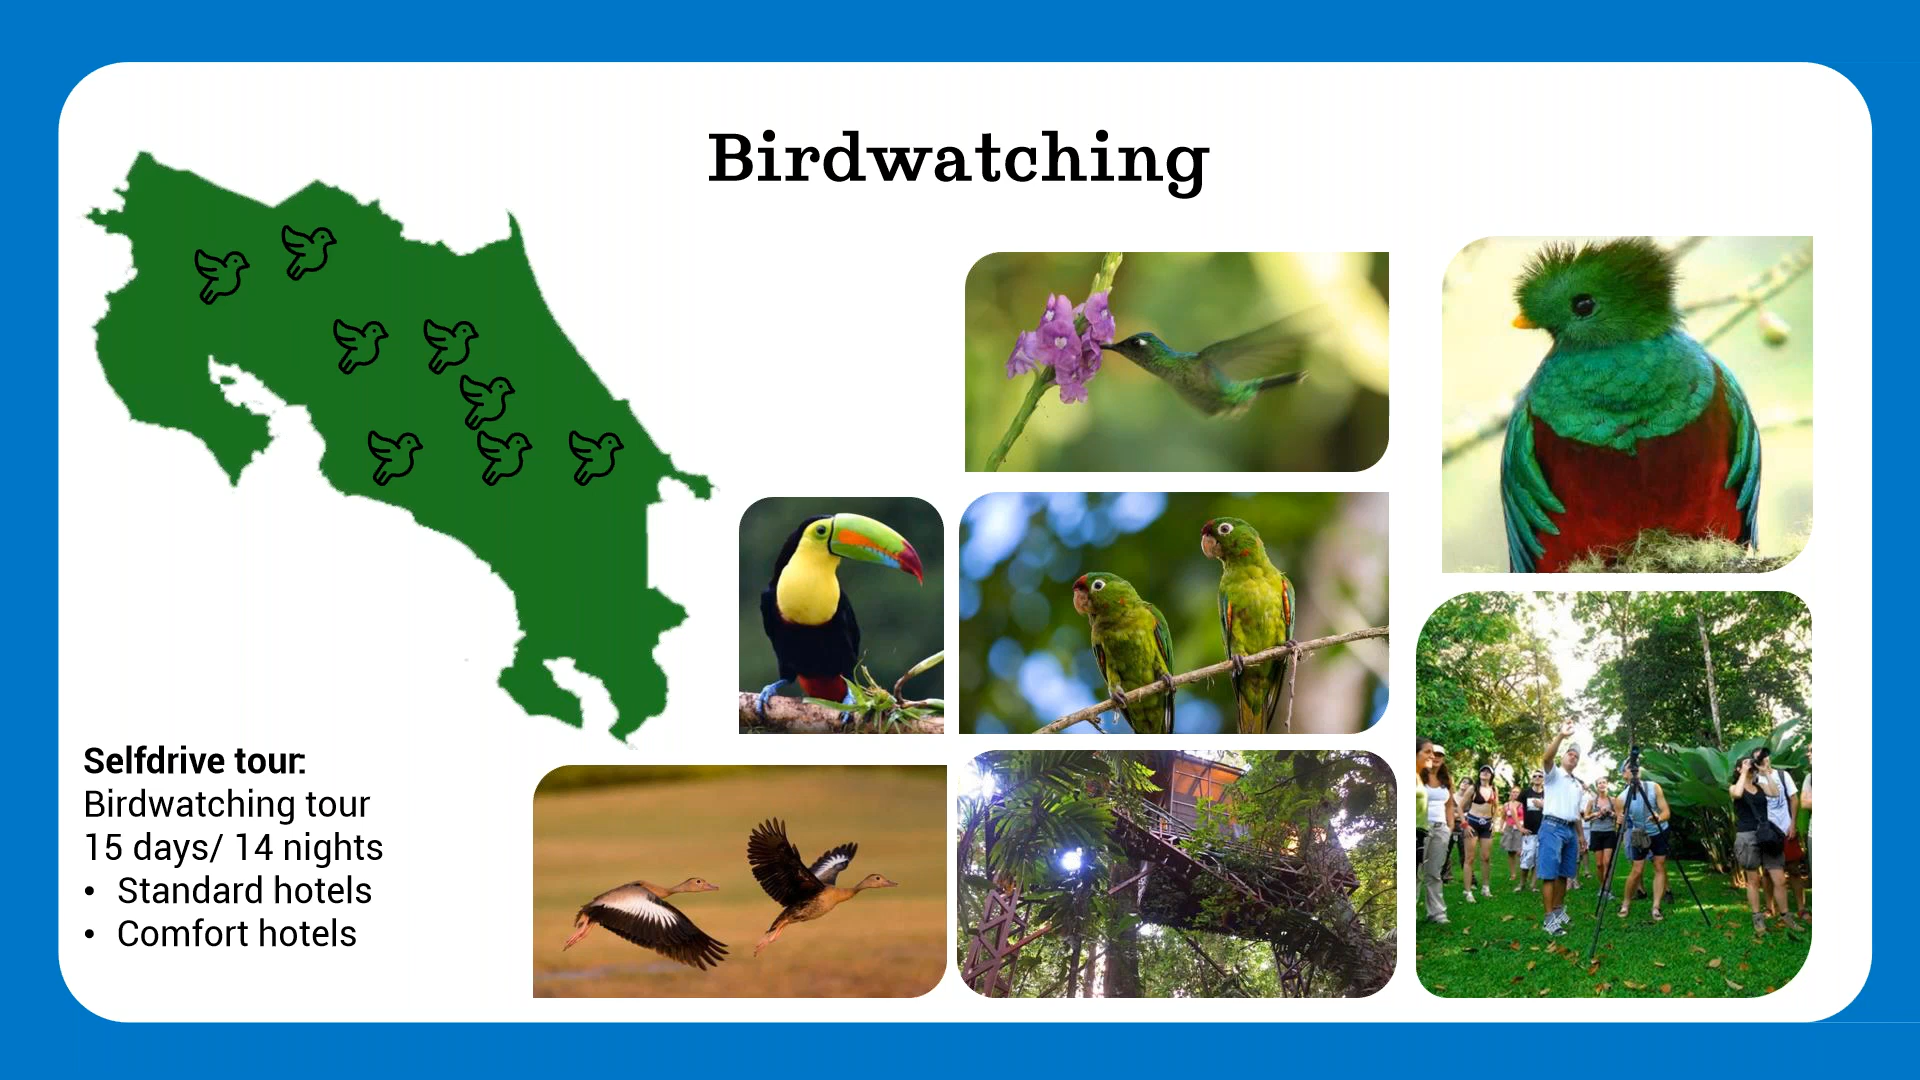 Birdwatching
Selfdrive tour:
Birdwatching tour
15 days/ 14 nights
• Standard hotels
• Comfort hotels